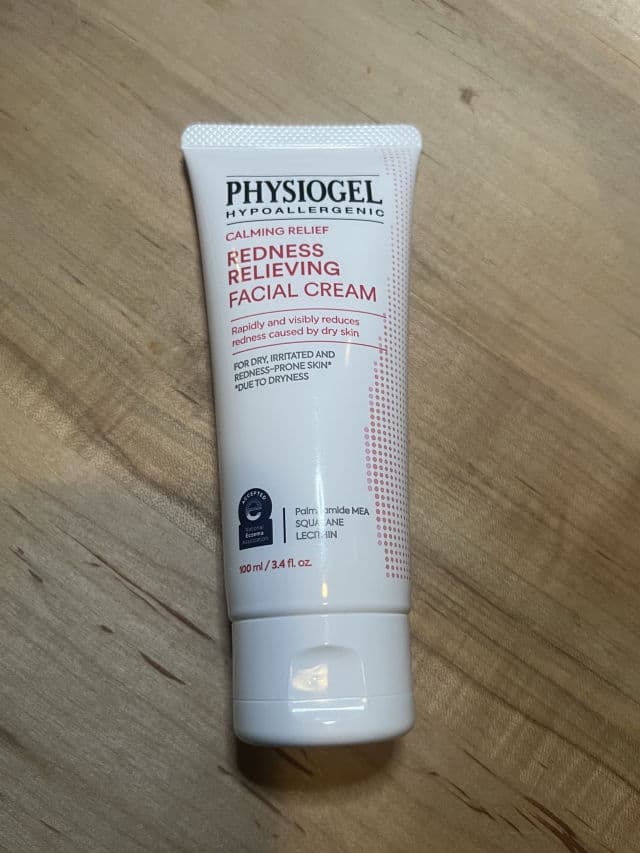 PHYSIOGEL
HYPOALLERGENIC
CALMING RELIEF
REDNESS
RELIEVING
FACIAL CREAM
Rapidly and visibly reduces
redness caused by dry skin
FOR DRY, IRRITATED AND
REDNESS-PRONE SKIN*
*DUE TO DRYNESS
ACCEPTED
e
National
Eczema
Association
Palmitamide MEA
SQUALANE
LECITHIN
100 ml / 3.4 fl. oz.